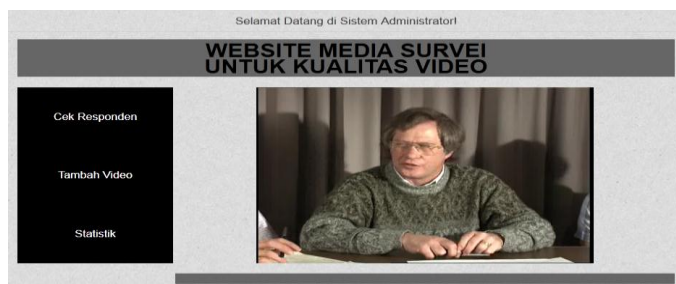 Selamat Datang di Sistem Administrator!
WEBSITE MEDIA SURVEI
UNTUK KUALITAS VIDEO
Cek Responden
Tambah Video
Statistik